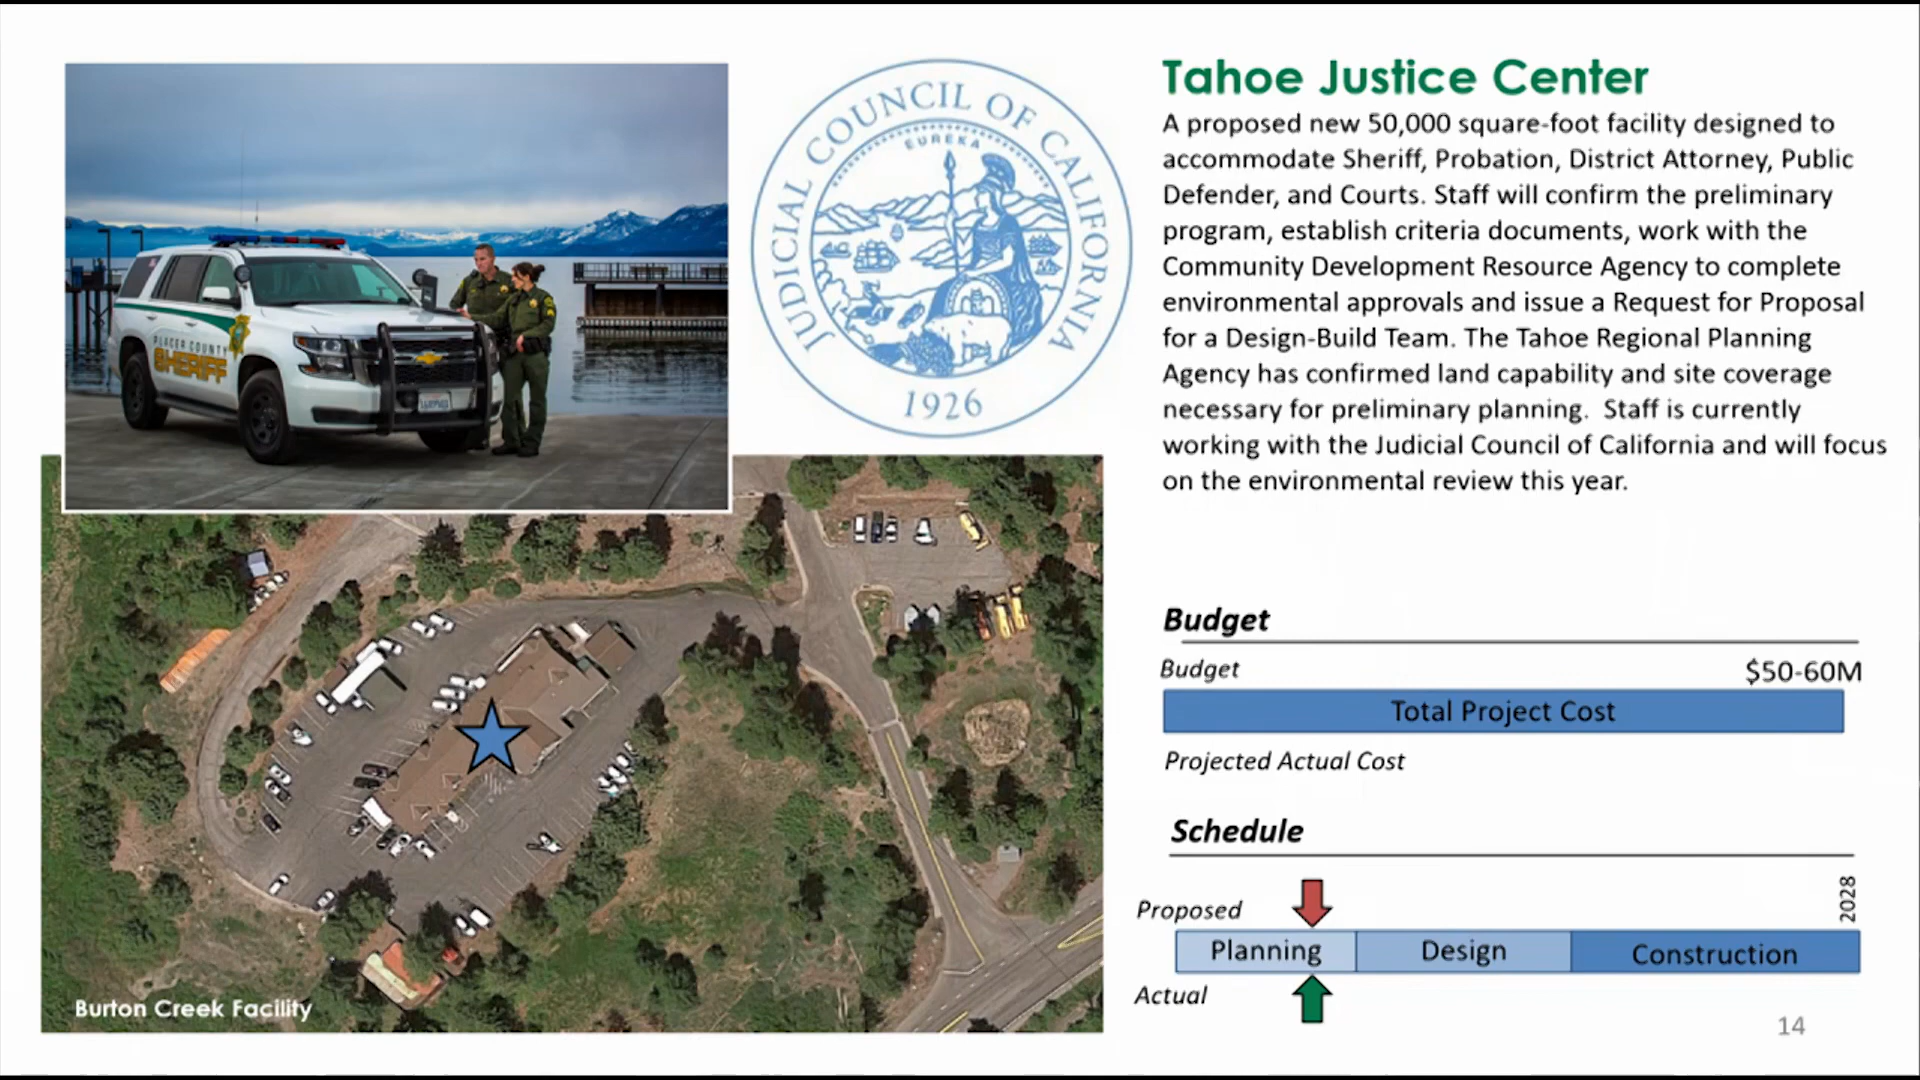 Tahoe Justice Center
A proposed new 50,000 square-foot facility designed to
accommodate Sheriff, Probation, District Attorney, Public
Defender, and Courts. Staff will confirm the preliminary
program, establish criteria documents, work with the
Community Development Resource Agency to complete
environmental approvals and issue a Request for Proposal
for a Design-Build Team. The Tahoe Regional Planning
Agency has confirmed land capability and site coverage
necessary for preliminary planning. Staff is currently
working with the Judicial Council of California and will focus
on the environmental review this year.
JUDICIAL COUNCIL OF CALIFORNIA
EUREKA
1926
PLACER COUNTY
SHERIFF
Burton Creek Facility
Budget
Budget
$50-60M
Total Project Cost
Projected Actual Cost
Schedule
2028
Proposed
Planning
Design
Construction
Actual
14